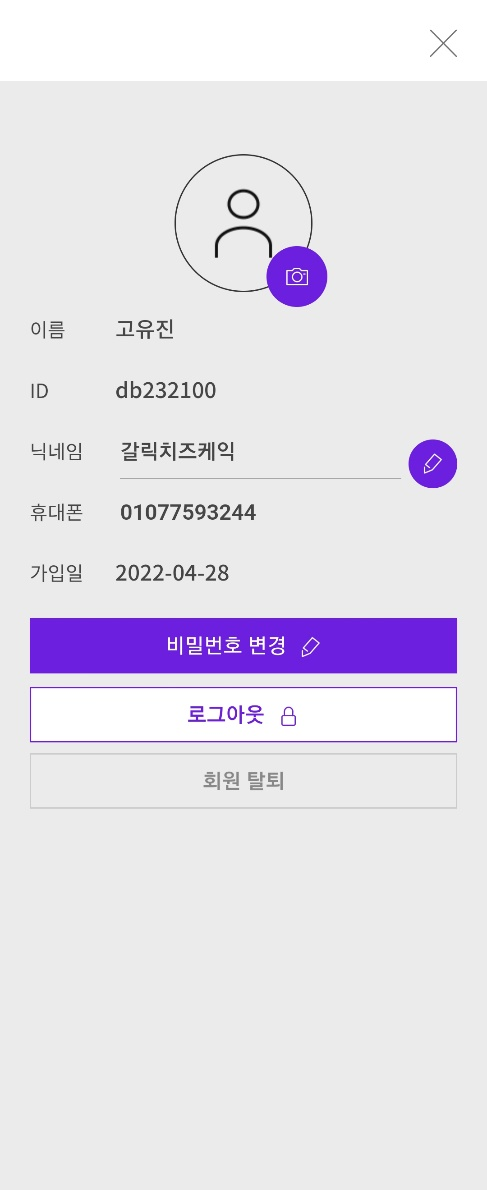 이름 고유진
ID db232100
닉네임 갈릭치즈케익
휴대폰 01077593244
가입일 2022-04-28
비밀번호 변경
로그아웃
회원 탈퇴